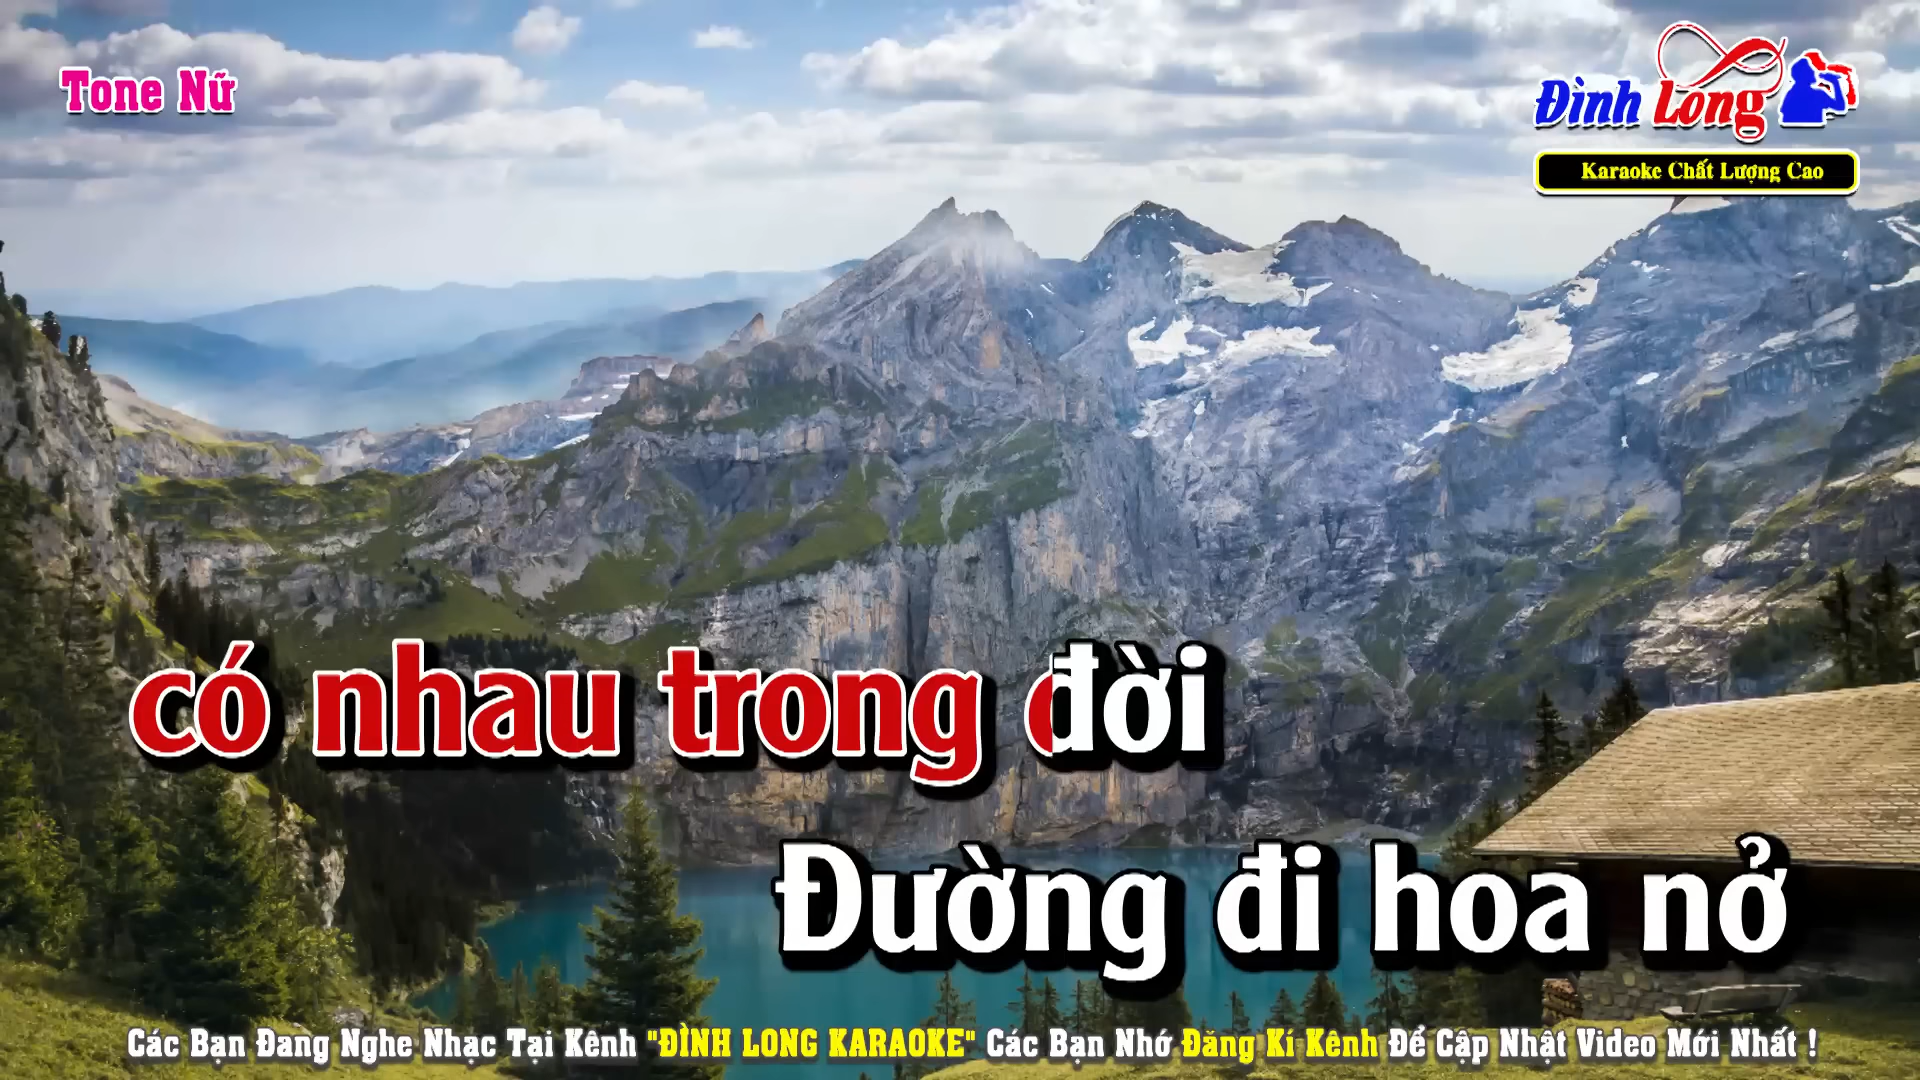 Tone Nữ
Đình Long
Karaoke Chất Lượng Cao
có nhau trong đời
Đường đi hoa nở
Các Bạn Đang Nghe Nhạc Tại Kênh "ĐÌNH LONG KARAOKE" Các Bạn Nhớ Đăng Kí Kênh Để Cập Nhật Video Mới Nhất !